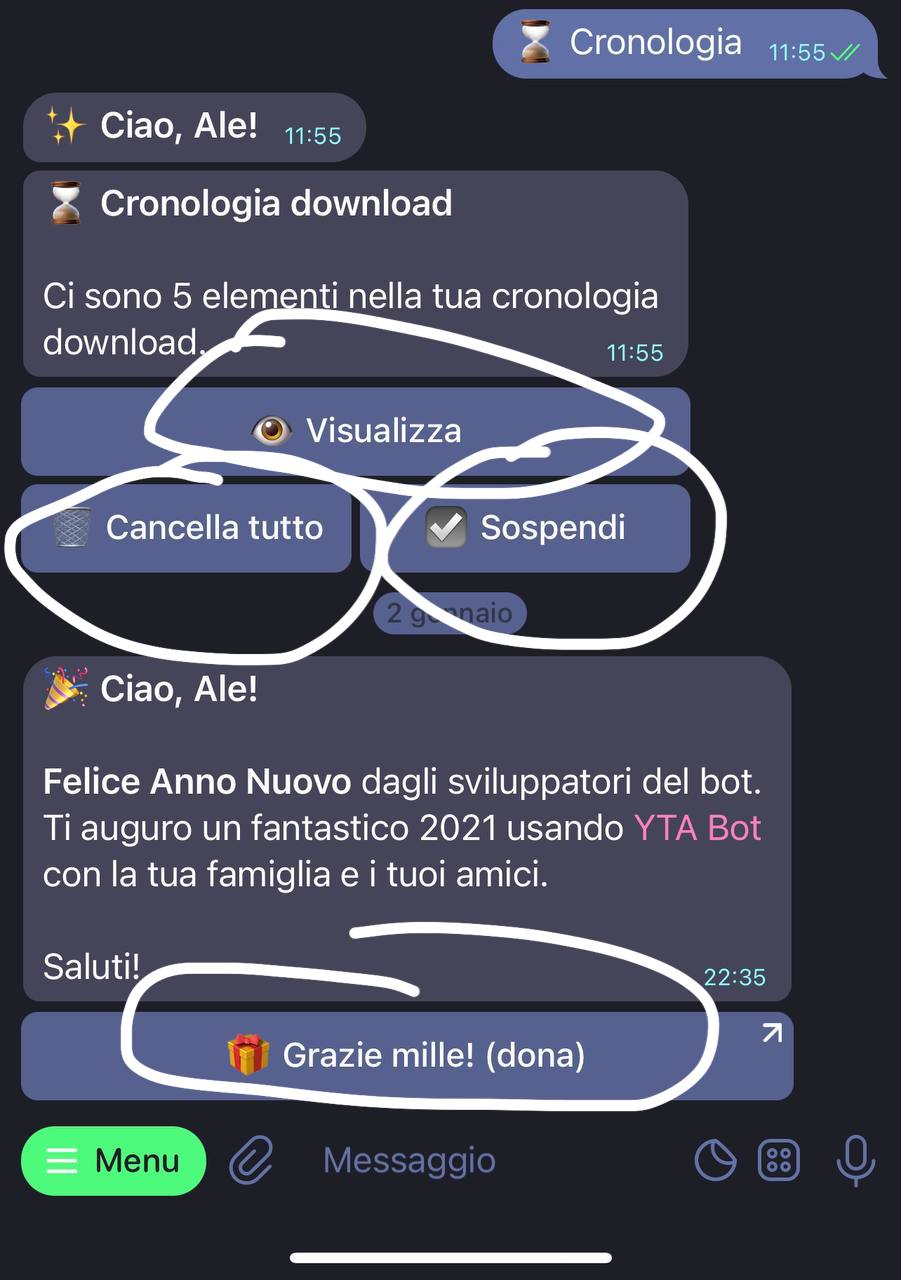 ⏳ Cronologia 11:55
✨ Ciao, Ale! 11:55
⏳ Cronologia download
Ci sono 5 elementi nella tua cronologia
download. 11:55
👁 Visualizza
🗑 Cancella tutto
☑ Sospendi
2 gennaio
🎉 Ciao, Ale!
Felice Anno Nuovo dagli sviluppatori del bot.
Ti auguro un fantastico 2021 usando YTA Bot
con la tua famiglia e i tuoi amici.
Saluti! 22:35
🎁 Grazie mille! (dona)
Menu Messaggio